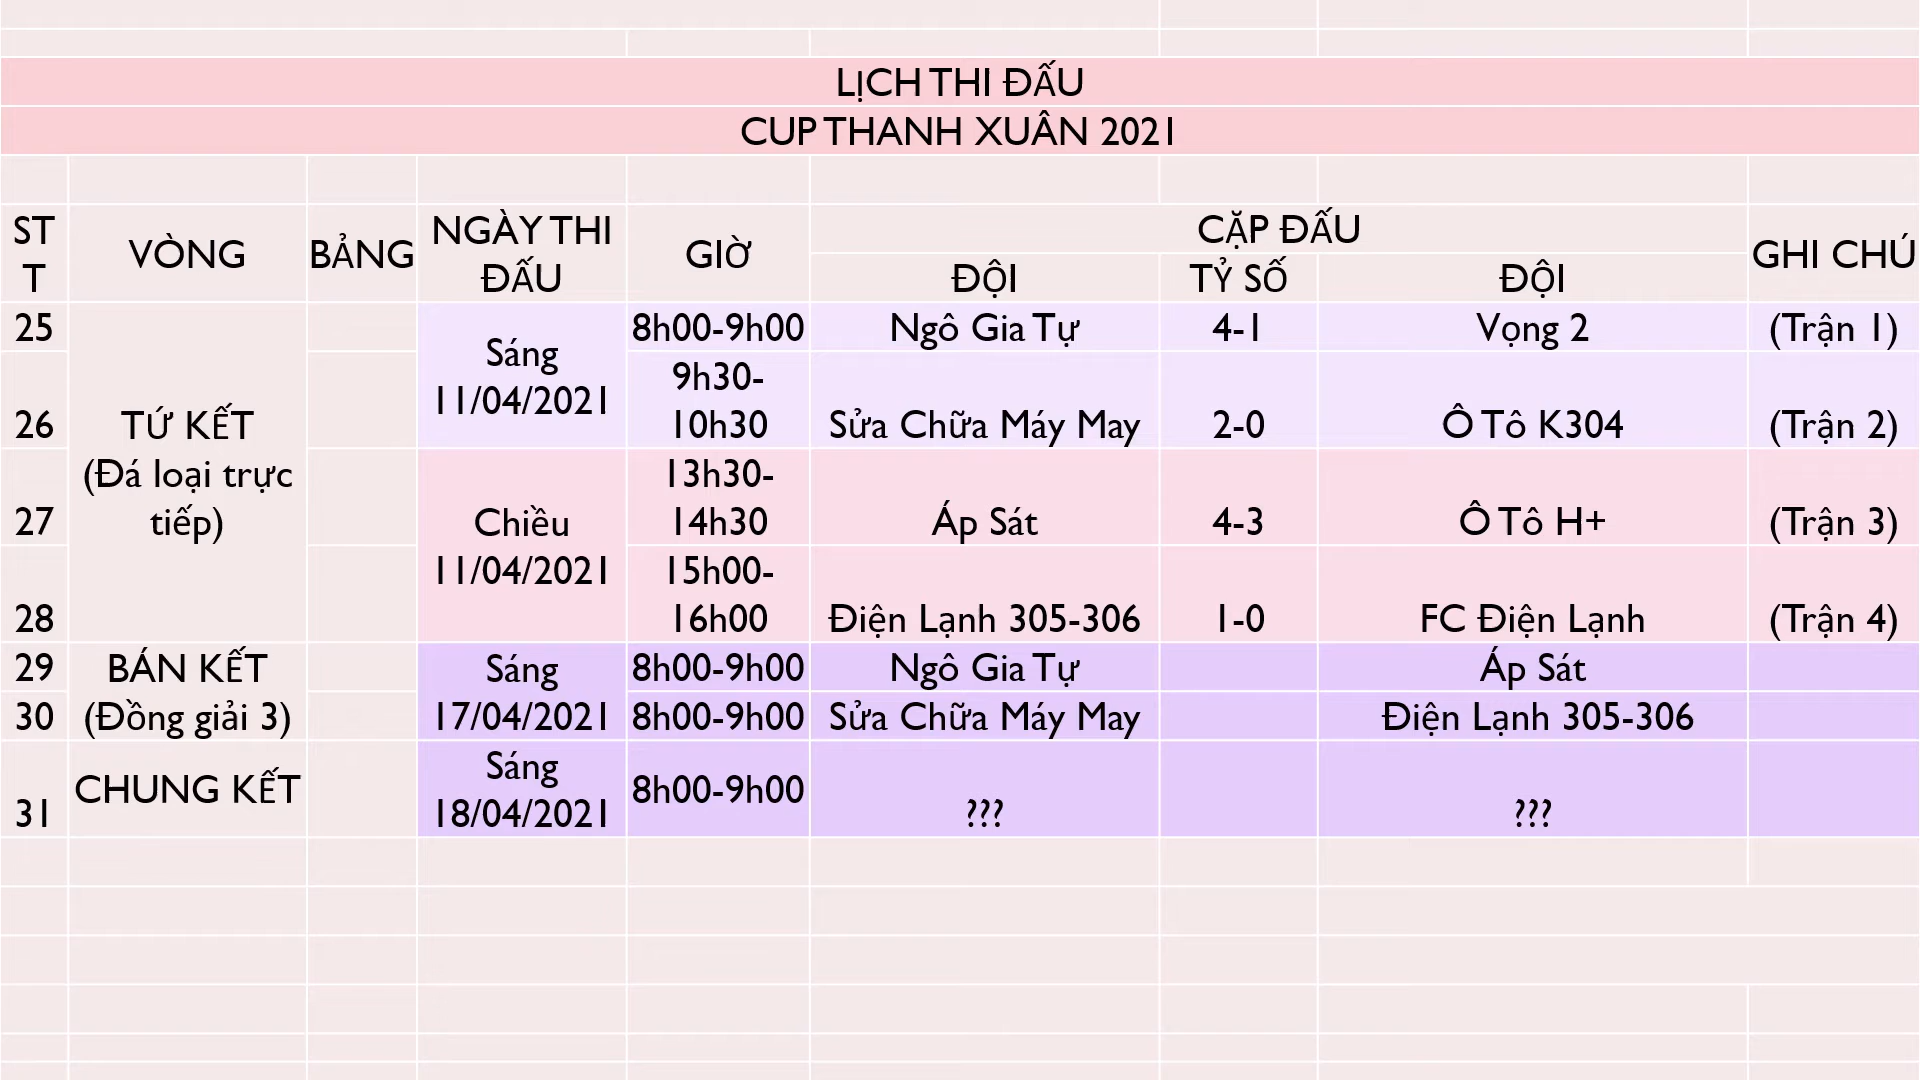 LỊCH THI ĐẤU
CUP THANH XUÂN 2021
ST
T
VÒNG
BẢNG
NGÀY THI
ĐẤU
GIỜ
CẶP ĐẤU
ĐỘI
TỶ SỐ
ĐỘI
GHI CHÚ
25
TỨ KẾT
(Đá loại trực
tiếp)
Sáng
11/04/2021
8h00-9h00
Ngô Gia Tự
4-1
Vọng 2
(Trận 1)
26
9h30-
10h30
Sửa Chữa Máy May
2-0
Ô Tô K304
(Trận 2)
27
Chiều
11/04/2021
13h30-
14h30
Áp Sát
4-3
Ô Tô H+
(Trận 3)
28
15h00-
16h00
Điện Lạnh 305-306
1-0
FC Điện Lạnh
(Trận 4)
29
BÁN KẾT
(Đồng giải 3)
Sáng
17/04/2021
8h00-9h00
Ngô Gia Tự
Áp Sát
30
8h00-9h00
Sửa Chữa Máy May
Điện Lạnh 305-306
31
CHUNG KẾT
Sáng
18/04/2021
8h00-9h00
???
???